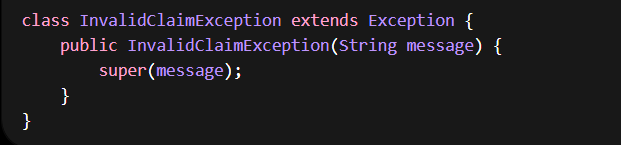 class InvalidClaimException extends Exception {
    public InvalidClaimException(String message) {
        super(message);
    }
}